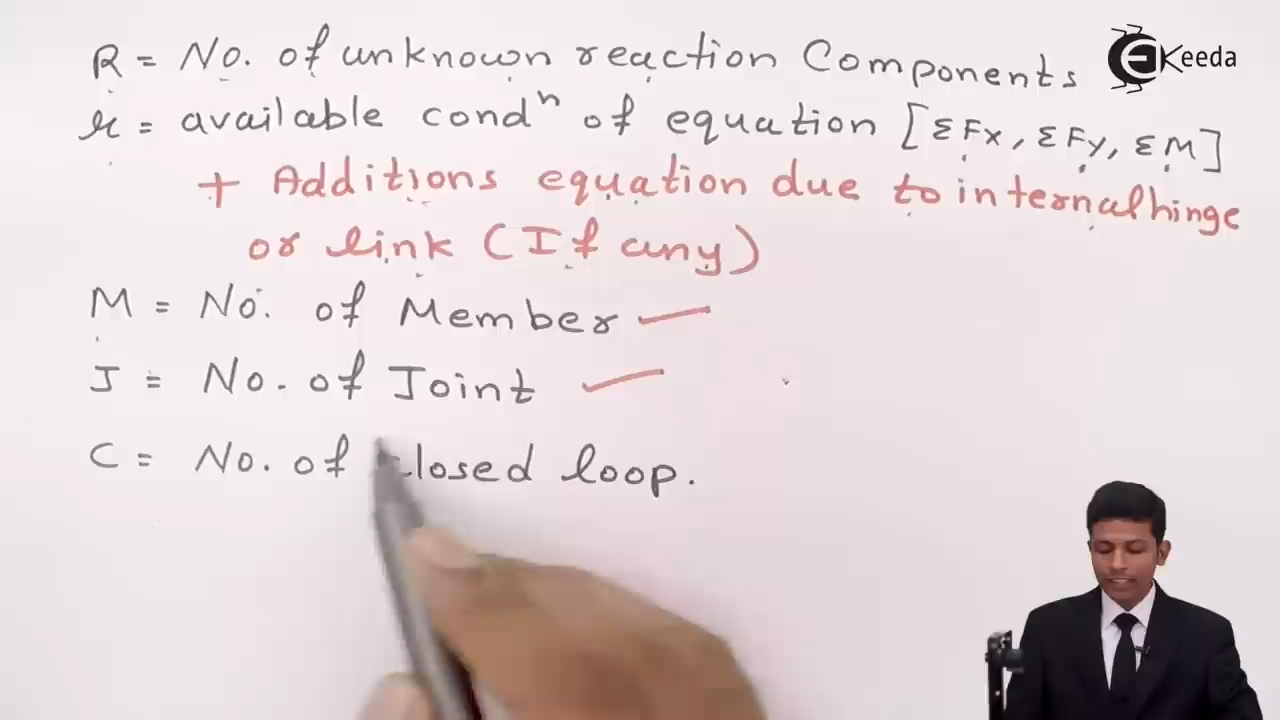 R = No. of unknown reaction Components
Keeda
r = available condⁿ of equation [ΣFx, ΣFy, ΣM]
+ Additions equation due to internal hinge
or link (If any)
M = No. of Member
J = No. of Joint
C = No. of closed loop.